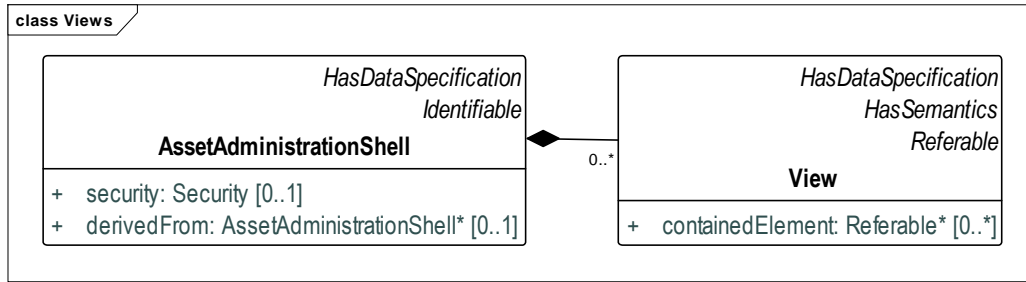 class Views
HasDataSpecification
Identifiable
AssetAdministrationShell
+ security: Security [0..1]
+ derivedFrom: AssetAdministrationShell* [0..1]
0..*
HasDataSpecification
HasSemantics
Referable
View
+ containedElement: Referable* [0..*]